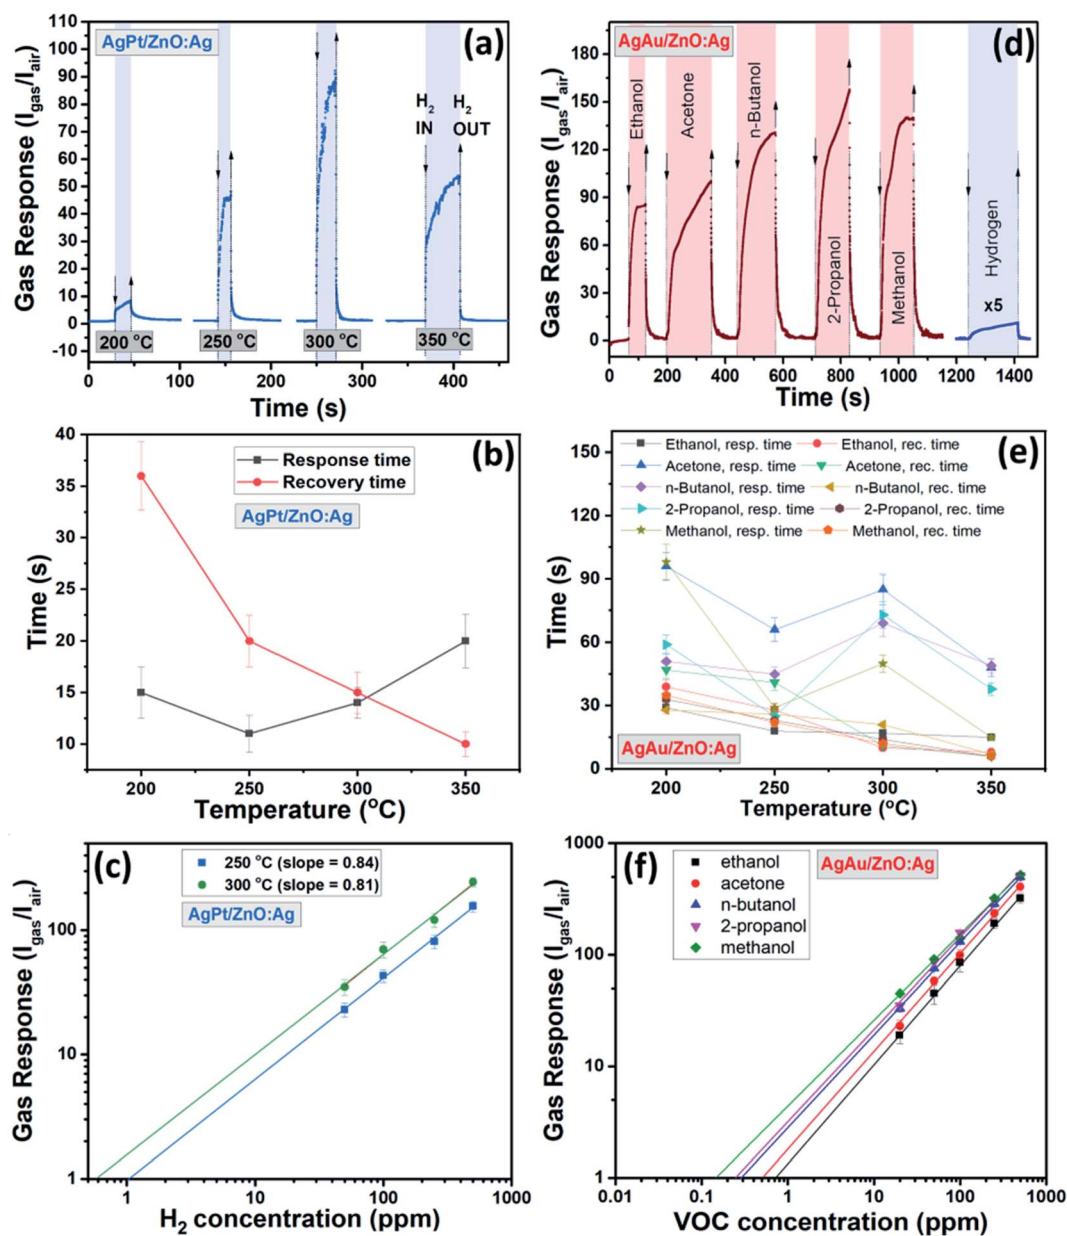 (a)
AgPt/ZnO:Ag
Gas Response (I_gas/I_air)
110
100
90
80
70
60
50
40
30
20
10
0
-10
H₂ H₂
IN OUT
200 °C 250 °C 300 °C 350 °C
0 100 200 300 400
Time (s)
(d)
AgAu/ZnO:Ag
Gas Response (I_gas/I_air)
180
150
120
90
60
30
0
Ethanol
Acetone
n-Butanol
2-Propanol
Methanol
Hydrogen
x5
0 200 400 600 800 1000 1200 1400
Time (s)
(b)
Response time
Recovery time
AgPt/ZnO:Ag
Time (s)
40
35
30
25
20
15
10
200 250 300 350
Temperature (°C)
(e)
Ethanol, resp. time Ethanol, rec. time
Acetone, resp. time Acetone, rec. time
n-Butanol, resp. time n-Butanol, rec. time
2-Propanol, resp. time 2-Propanol, rec. time
Methanol, resp. time Methanol, rec. time
AgAu/ZnO:Ag
Time (s)
150
120
90
60
30
0
200 250 300 350
Temperature (°C)
(c)
250 °C (slope = 0.84)
300 °C (slope = 0.81)
AgPt/ZnO:Ag
Gas Response (I_gas/I_air)
100
10
1
1 10 100 1000
H₂ concentration (ppm)
(f)
ethanol
acetone
n-butanol
2-propanol
methanol
AgAu/ZnO:Ag
Gas Response (I_gas/I_air)
1000
100
10
1
0.01 0.1 1 10 100 1000
VOC concentration (ppm)